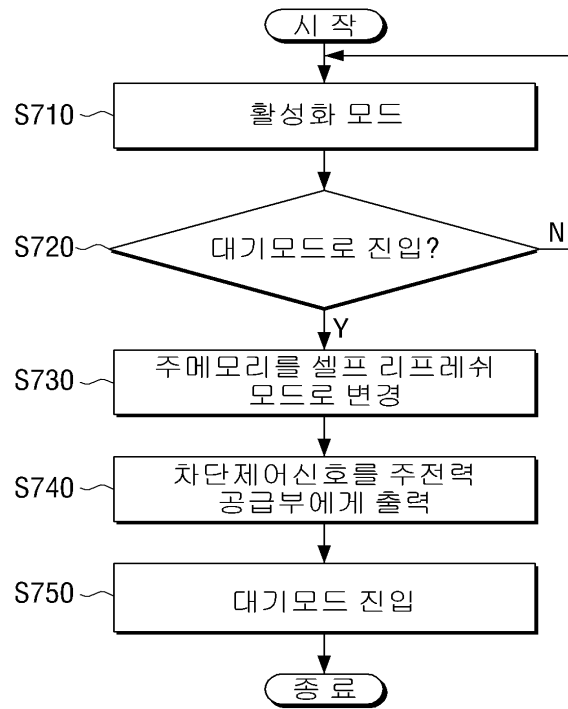 시 작
S710
활성화 모드
S720
대기모드로 진입?
N
Y
S730
주메모리를 셀프 리프레쉬
모드로 변경
S740
차단제어신호를 주전력
공급부에게 출력
S750
대기모드 진입
종 료